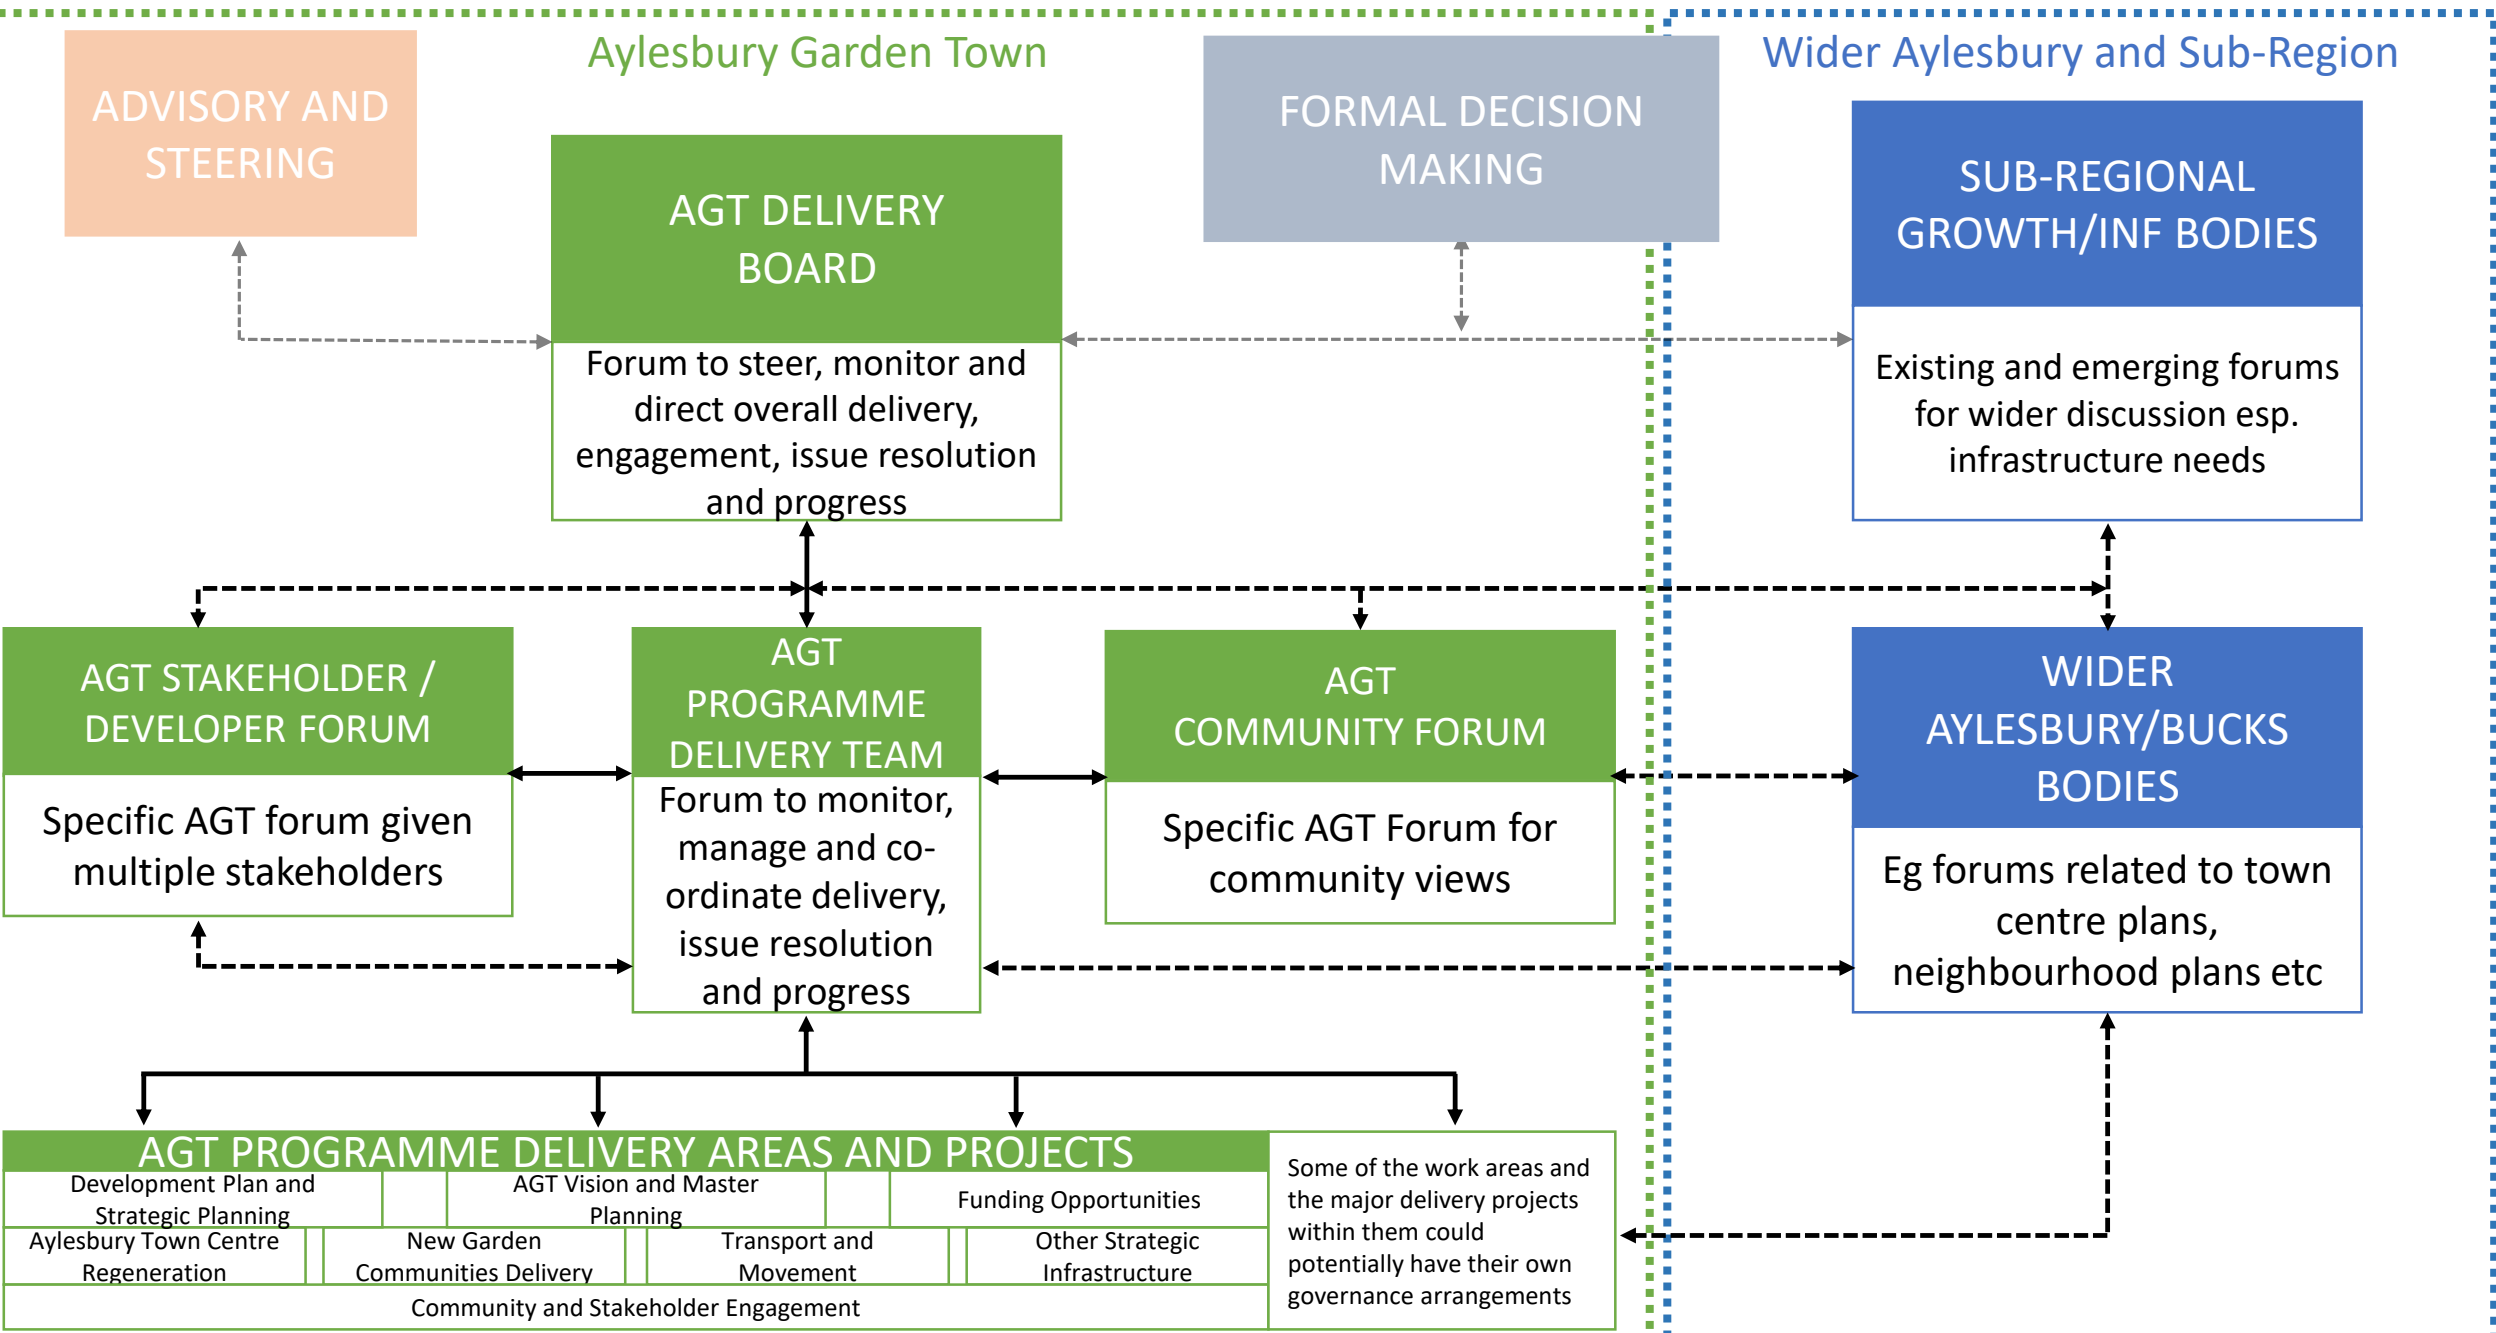 Aylesbury Garden Town
Wider Aylesbury and Sub-Region
ADVISORY AND
STEERING
FORMAL DECISION
MAKING
AGT DELIVERY
BOARD
Forum to steer, monitor and
direct overall delivery,
engagement, issue resolution
and progress
SUB-REGIONAL
GROWTH/INF BODIES
Existing and emerging forums
for wider discussion esp.
infrastructure needs
AGT STAKEHOLDER /
DEVELOPER FORUM
Specific AGT forum given
multiple stakeholders
AGT
PROGRAMME
DELIVERY TEAM
Forum to monitor,
manage and co-
ordinate delivery,
issue resolution
and progress
AGT
COMMUNITY FORUM
Specific AGT Forum for
community views
WIDER
AYLESBURY/BUCKS
BODIES
Eg forums related to town
centre plans,
neighbourhood plans etc
AGT PROGRAMME DELIVERY AREAS AND PROJECTS
Development Plan and
Strategic Planning
AGT Vision and Master
Planning
Funding Opportunities
Aylesbury Town Centre
Regeneration
New Garden
Communities Delivery
Transport and
Movement
Other Strategic
Infrastructure
Community and Stakeholder Engagement
Some of the work areas and
the major delivery projects
within them could
potentially have their own
governance arrangements